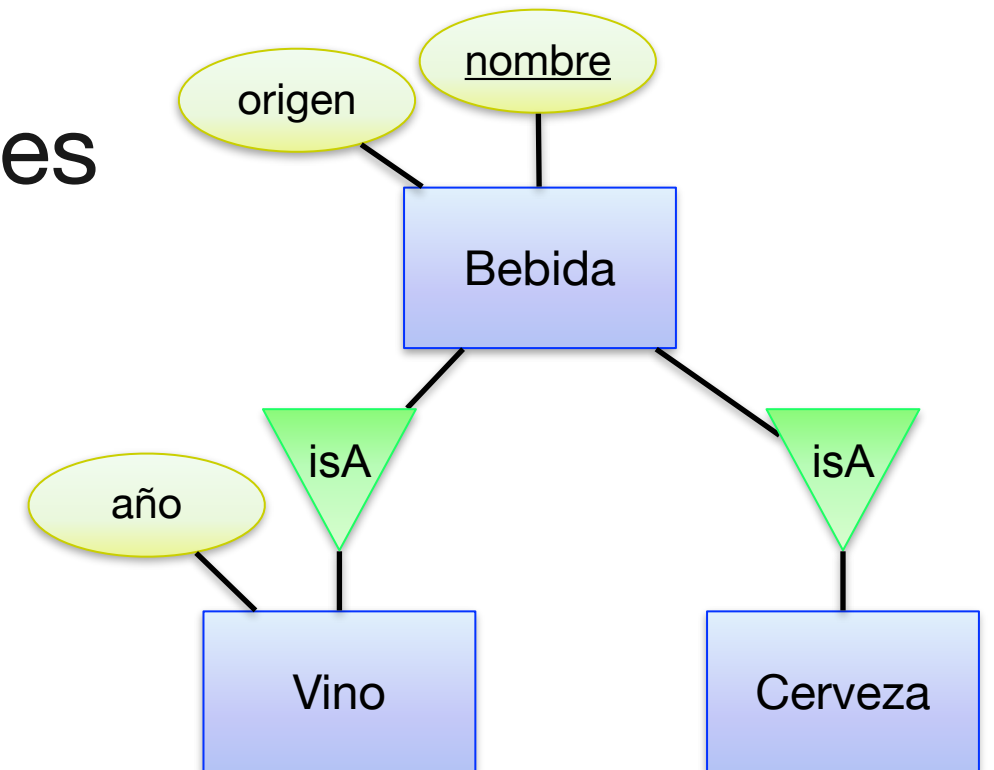 nombre
origen
es
Bebida
isA
isA
año
Vino
Cerveza